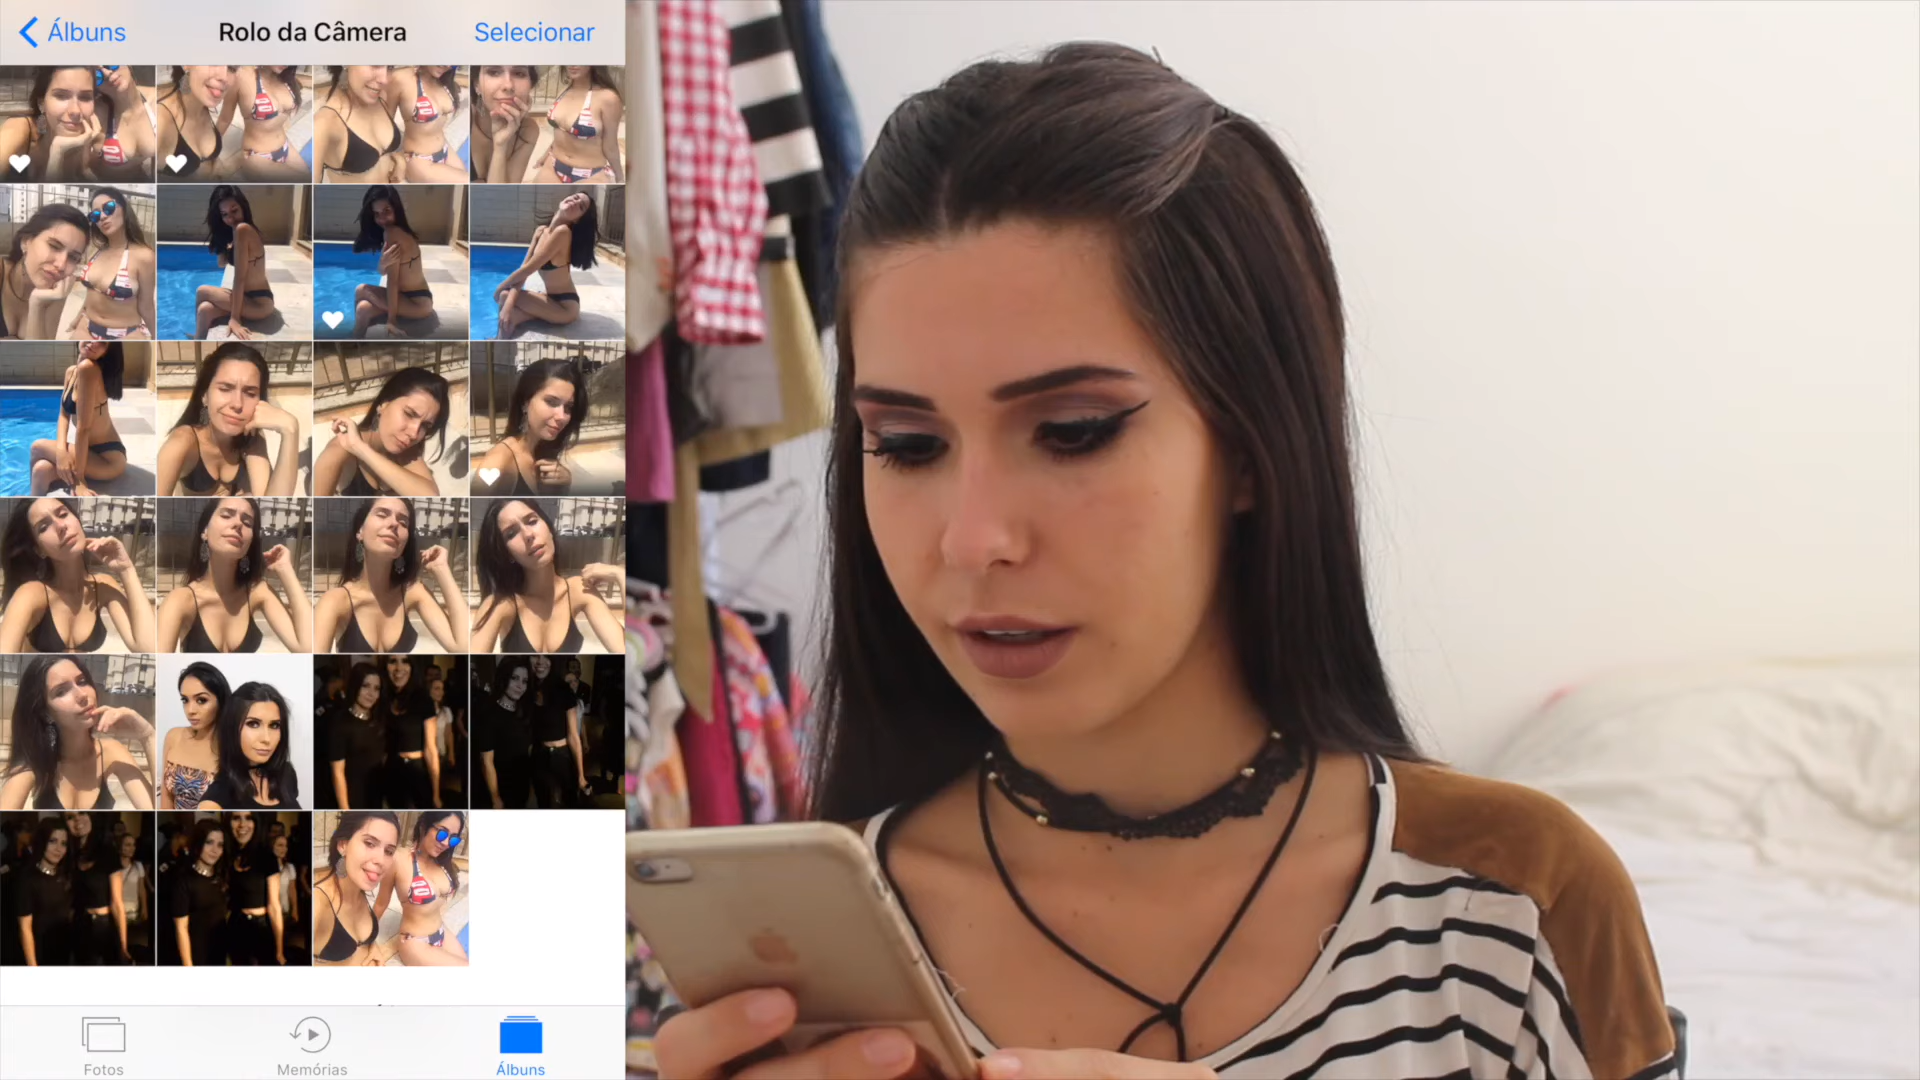 Álbuns
Rolo da Câmera
Selecionar
Fotos
Memórias
Álbuns